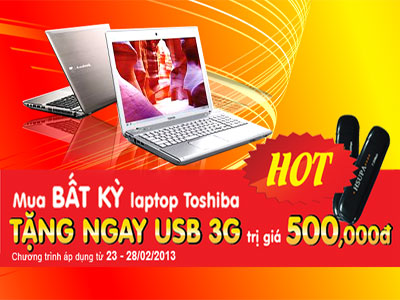 HOT
HSUPA
Mua BẤT KỲ laptop Toshiba
TẶNG NGAY USB 3G trị giá 500,000đ
Chương trình áp dụng từ 23 - 28/02/2013